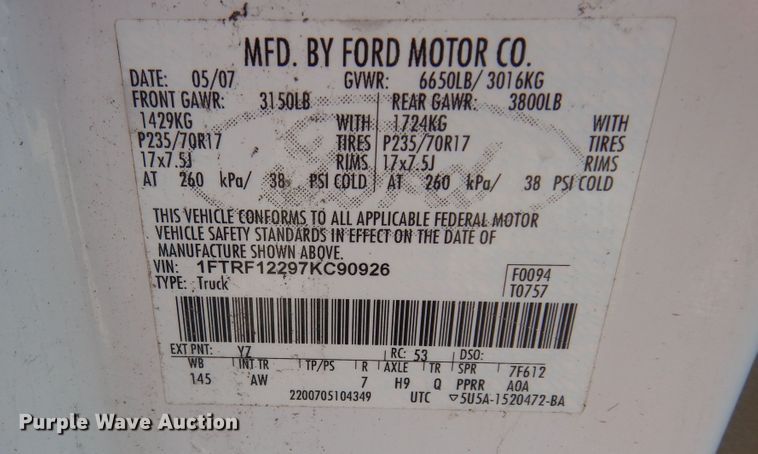 MFD. BY FORD MOTOR CO.
DATE: 05/07 GVWR: 6650LB/ 3016KG
FRONT GAWR: 3150LB REAR GAWR: 3800LB
1429KG WITH 1724KG WITH
P235/70R17 TIRES P235/70R17 TIRES
17x7.5J RIMS 17x7.5J RIMS
AT 260 kPa/ 38 PSI COLD AT 260 kPa/ 38 PSI COLD
THIS VEHICLE CONFORMS TO ALL APPLICABLE FEDERAL MOTOR
VEHICLE SAFETY STANDARDS IN EFFECT ON THE DATE OF
MANUFACTURE SHOWN ABOVE.
VIN: 1FTRF12297KC90926 F0094
TYPE: Truck T0757
EXT PNT: YZ RC: 53 DSO:
WB INT TR TP/PS R AXLE TR SPR 7F612
145 AW 7 H9 Q PPRR A0A
2200705104349 UTC ▽5U5A-1520472-BA
Purple Wave Auction